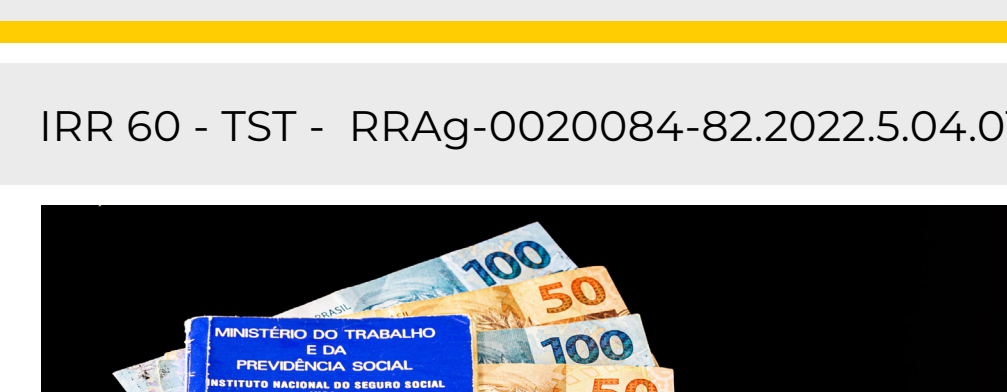 IRR 60 - TST - RRAg-0020084-82.2022.5.04.0
100
50
BRASIL
MINISTÉRIO DO TRABALHO
E DA
PREVIDÊNCIA SOCIAL
INSTITUTO NACIONAL DO SEGURO SOCIAL
100
50